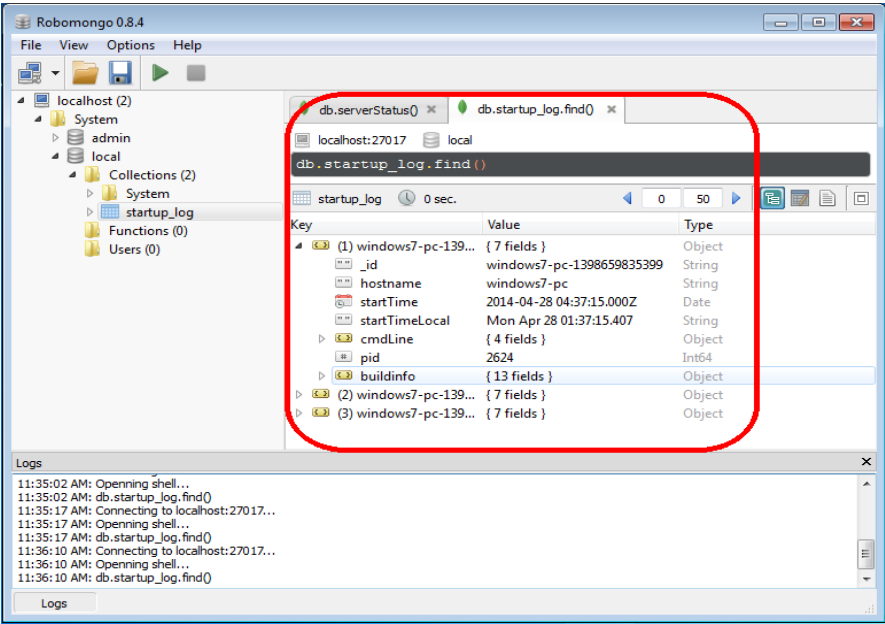 Robomongo 0.8.4
File View Options Help
localhost (2)
System
admin
local
Collections (2)
System
startup_log
Functions (0)
Users (0)
db.serverStatus() db.startup_log.find()
localhost:27017 local
db.startup_log.find()
startup_log 0 sec. 0 50
Key Value Type
(1) windows7-pc-139... { 7 fields } Object
_id windows7-pc-1398659835399 String
hostname windows7-pc String
startTime 2014-04-28 04:37:15.000Z Date
startTimeLocal Mon Apr 28 01:37:15.407 String
cmdLine { 4 fields } Object
pid 2624 Int64
buildinfo { 13 fields } Object
(2) windows7-pc-139... { 7 fields } Object
(3) windows7-pc-139... { 7 fields } Object
Logs
11:35:02 AM: Openning shell...
11:35:02 AM: db.startup_log.find()
11:35:17 AM: Connecting to localhost:27017...
11:35:17 AM: Openning shell...
11:35:17 AM: db.startup_log.find()
11:36:10 AM: Connecting to localhost:27017...
11:36:10 AM: Openning shell...
11:36:10 AM: db.startup_log.find()
Logs